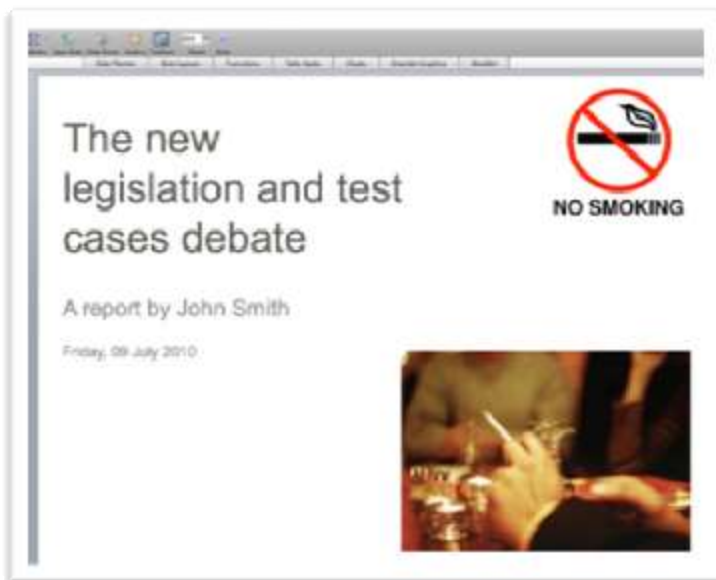 The new
legislation and test
cases debate
NO SMOKING
A report by John Smith
Friday, 09 July 2010